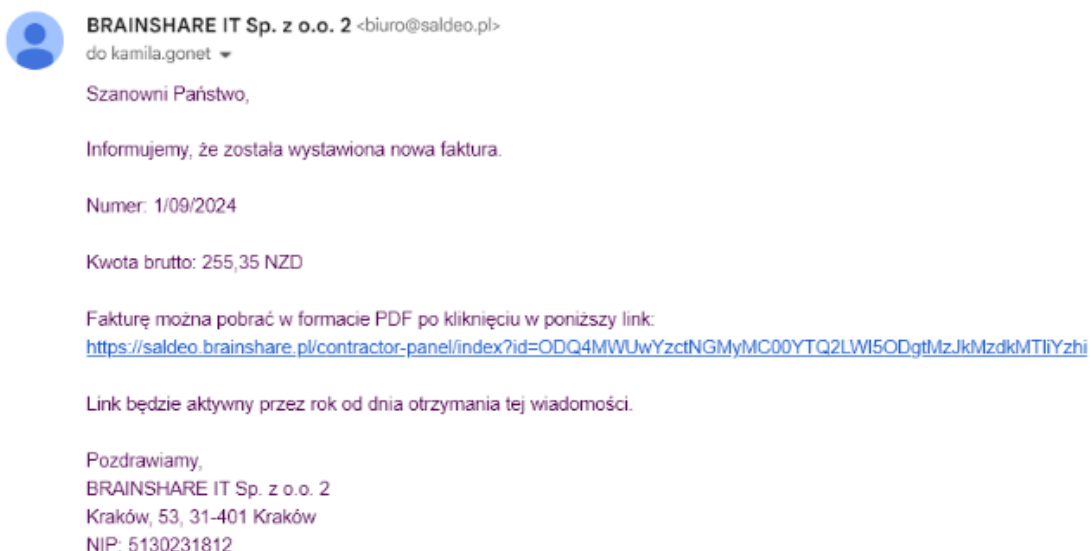 BRAINSHARE IT Sp. z o.o. 2 <biuro@saldeo.pl>
do kamila.gonet
Szanowni Państwo,
Informujemy, że została wystawiona nowa faktura.
Numer: 1/09/2024
Kwota brutto: 255,35 NZD
Fakturę można pobrać w formacie PDF po kliknięciu w poniższy link:
https://saldeo.brainshare.pl/contractor-panel/index?id=ODQ4MWUwYzctNGMyMC00YTQ2LWI5ODgtMzJkMzdkMTliYzhi
Link będzie aktywny przez rok od dnia otrzymania tej wiadomości.
Pozdrawiamy,
BRAINSHARE IT Sp. z o.o. 2
Kraków, 53, 31-401 Kraków
NIP: 5130231812